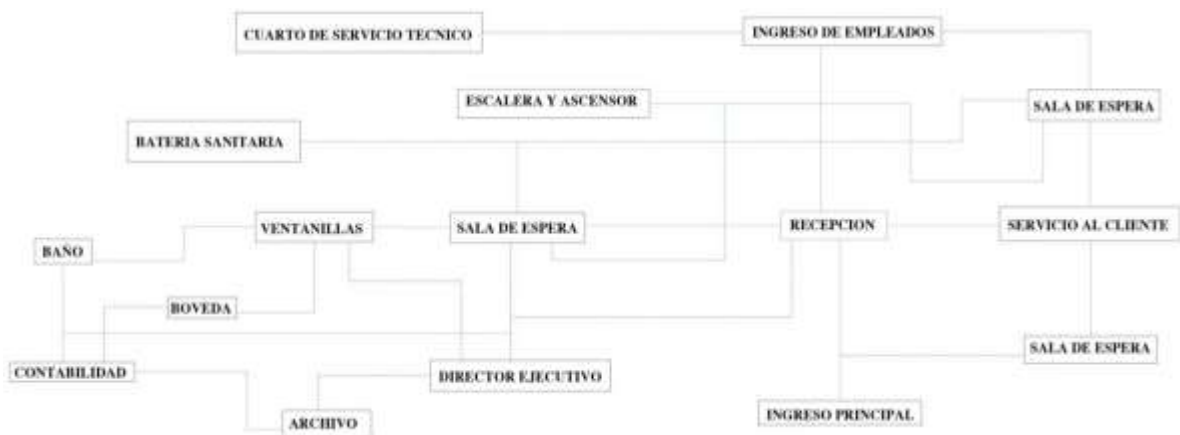 CUARTO DE SERVICIO TECNICO
INGRESO DE EMPLEADOS
ESCALERA Y ASCENSOR
SALA DE ESPERA
BATERIA SANITARIA
VENTANILLAS
SALA DE ESPERA
RECEPCION
SERVICIO AL CLIENTE
BAÑO
BOVEDA
SALA DE ESPERA
CONTABILIDAD
DIRECTOR EJECUTIVO
ARCHIVO
INGRESO PRINCIPAL